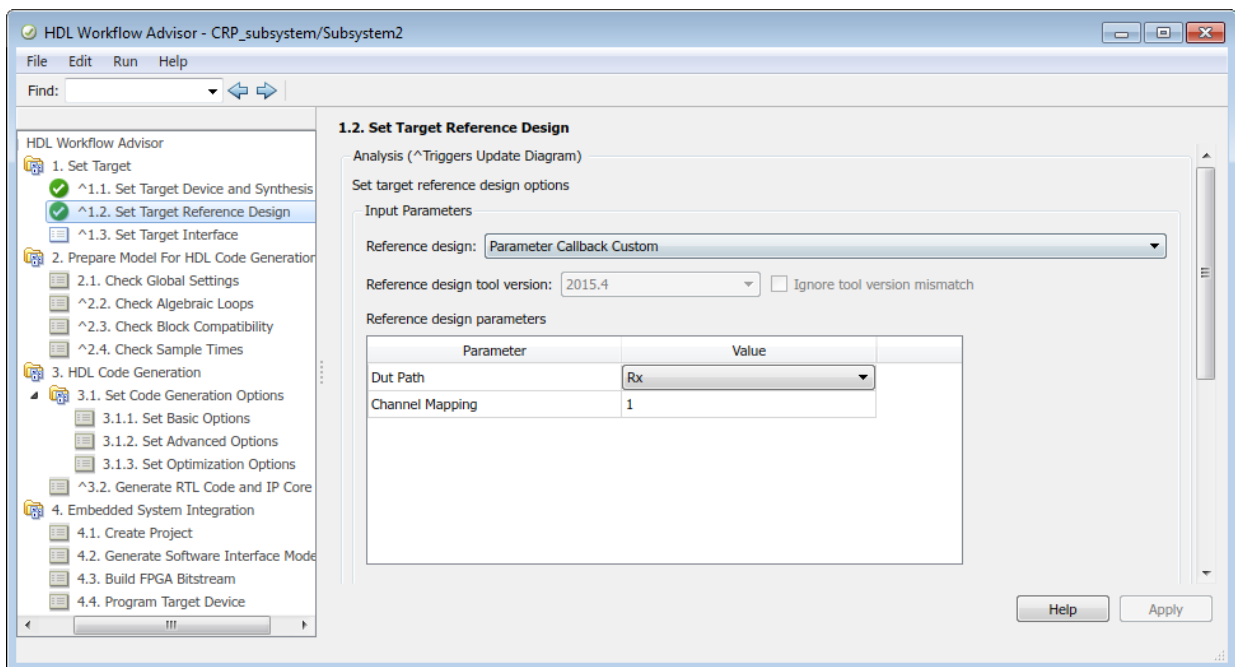 HDL Workflow Advisor - CRP_subsystem/Subsystem2
File Edit Run Help
Find:
HDL Workflow Advisor
1. Set Target
^1.1. Set Target Device and Synthesis
^1.2. Set Target Reference Design
^1.3. Set Target Interface
2. Prepare Model For HDL Code Generation
2.1. Check Global Settings
^2.2. Check Algebraic Loops
^2.3. Check Block Compatibility
^2.4. Check Sample Times
3. HDL Code Generation
3.1. Set Code Generation Options
3.1.1. Set Basic Options
3.1.2. Set Advanced Options
3.1.3. Set Optimization Options
^3.2. Generate RTL Code and IP Core
4. Embedded System Integration
4.1. Create Project
4.2. Generate Software Interface Mode
4.3. Build FPGA Bitstream
4.4. Program Target Device
1.2. Set Target Reference Design
Analysis (^Triggers Update Diagram)
Set target reference design options
Input Parameters
Reference design: Parameter Callback Custom
Reference design tool version: 2015.4 Ignore tool version mismatch
Reference design parameters
Parameter Value
Dut Path Rx
Channel Mapping 1
Help Apply